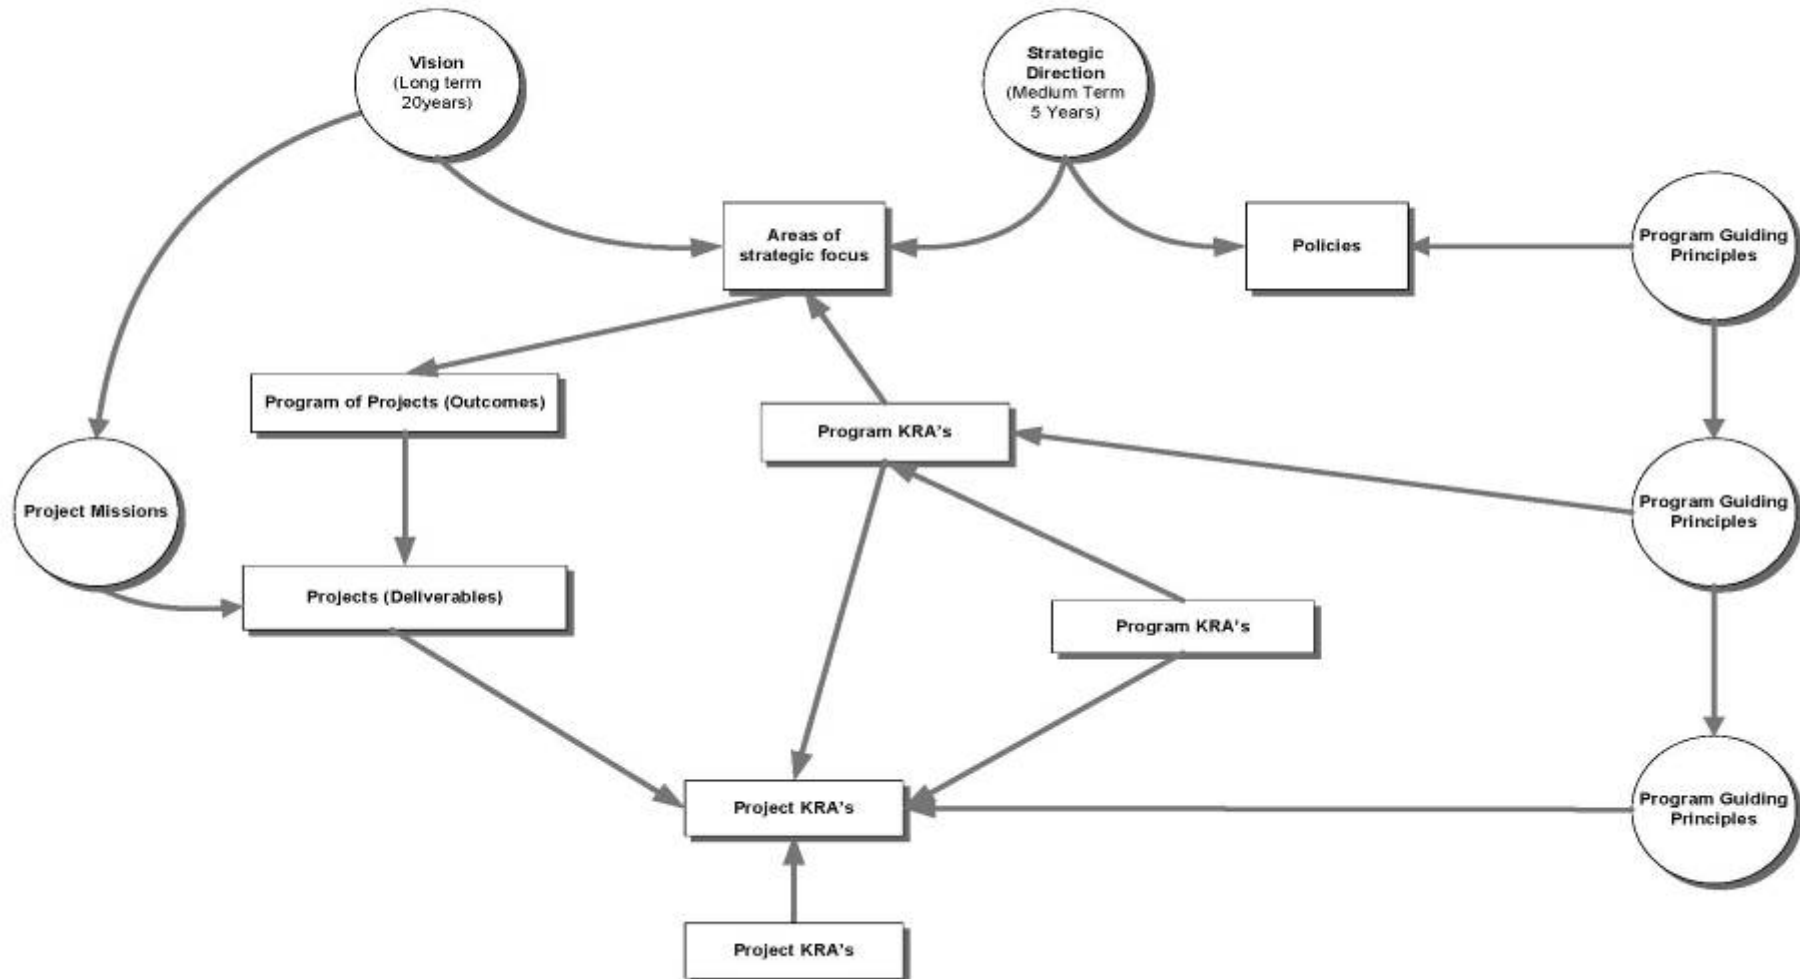 Vision
(Long term
20years)
Strategic
Direction
(Medium Term
5 Years)
Areas of
strategic focus
Policies
Program Guiding
Principles
Program of Projects (Outcomes)
Program KRA's
Project Missions
Program Guiding
Principles
Projects (Deliverables)
Program KRA's
Project KRA's
Program Guiding
Principles
Project KRA's